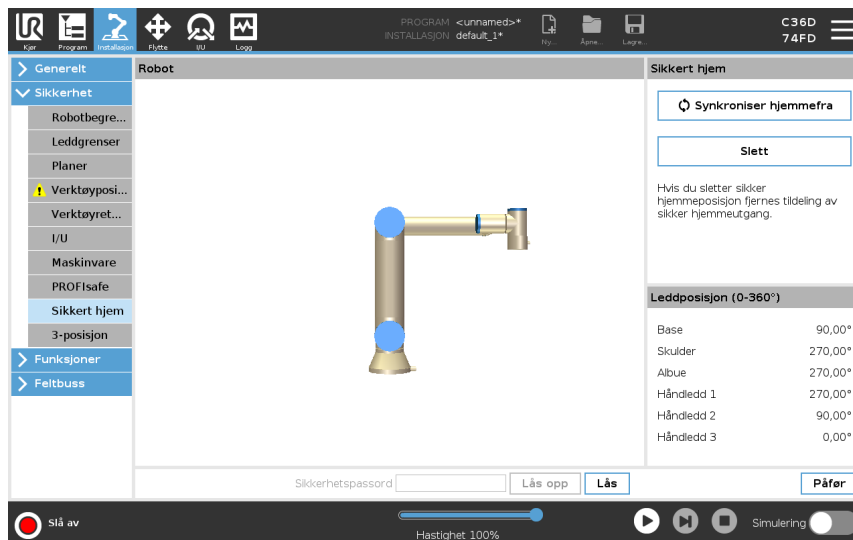 UR
Kjør
Program
Installasjon
Flytte
I/U
Logg
PROGRAM <unnamed>*
INSTALLASJON default_1*
Ny...
Åpne...
Lagre...
C36D
74FD
Generelt
Sikkerhet
Robotbegre...
Leddgrenser
Planer
Verktøyposi...
Verktøyret...
I/U
Maskinvare
PROFIsafe
Sikkert hjem
3-posisjon
Funksjoner
Feltbuss
Robot
Sikkert hjem
Synkroniser hjemmefra
Slett
Hvis du sletter sikker
hjemmeposisjon fjernes tildeling av
sikker hjemmeutgang.
Leddposisjon (0-360°)
Base 90,00°
Skulder 270,00°
Albue 270,00°
Håndledd 1 270,00°
Håndledd 2 90,00°
Håndledd 3 0,00°
Sikkerhetspassord
Lås opp
Lås
Påfør
Slå av
Hastighet 100%
Simulering